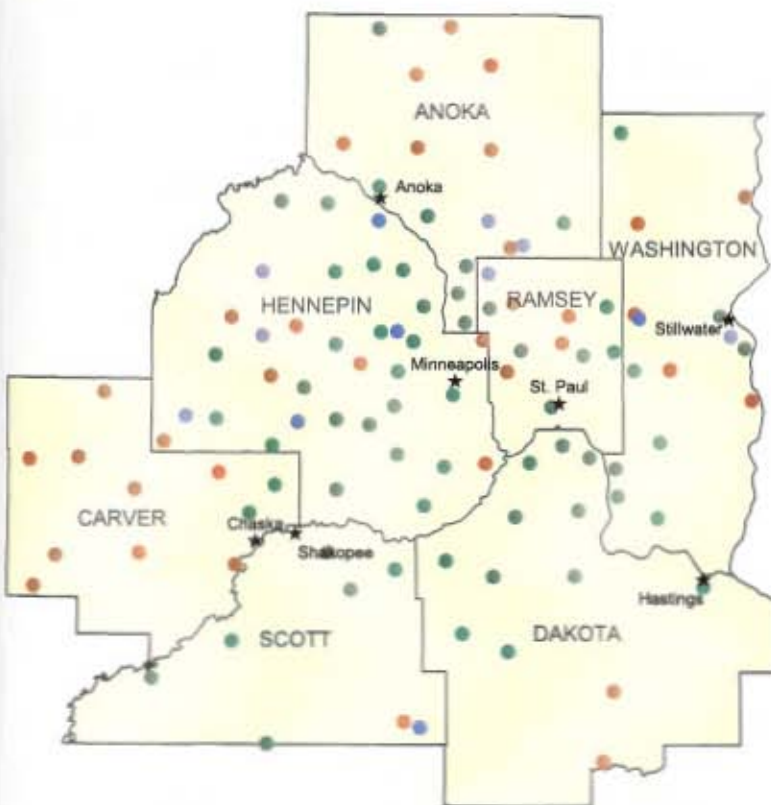 ANOKA
Anoka
WASHINGTON
HENNEPIN
RAMSEY
Stillwater
Minneapolis
St. Paul
CARVER
Chaska
Shakopee
Hastings
SCOTT
DAKOTA